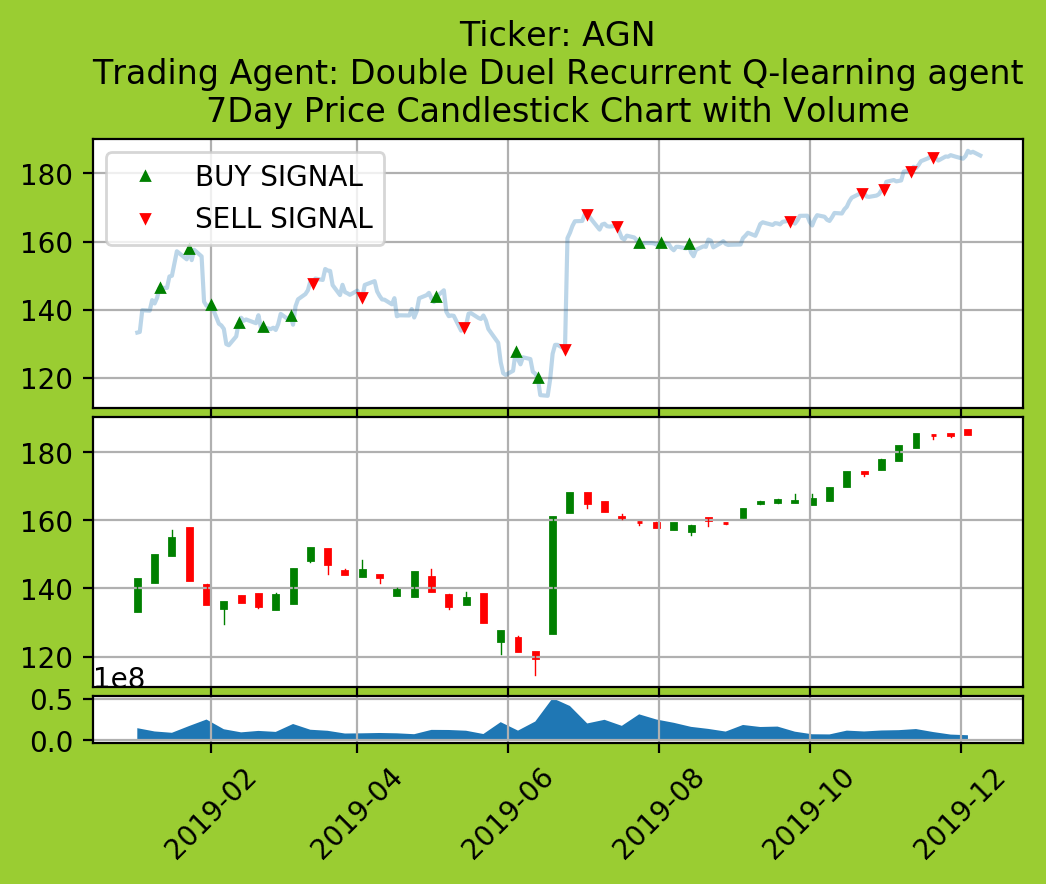 Ticker: AGN
Trading Agent: Double Duel Recurrent Q-learning agent
7Day Price Candlestick Chart with Volume
BUY SIGNAL
SELL SIGNAL
180
160
140
120
180
160
140
120
1e8
0.5
0.0
2019-02
2019-04
2019-06
2019-08
2019-10
2019-12